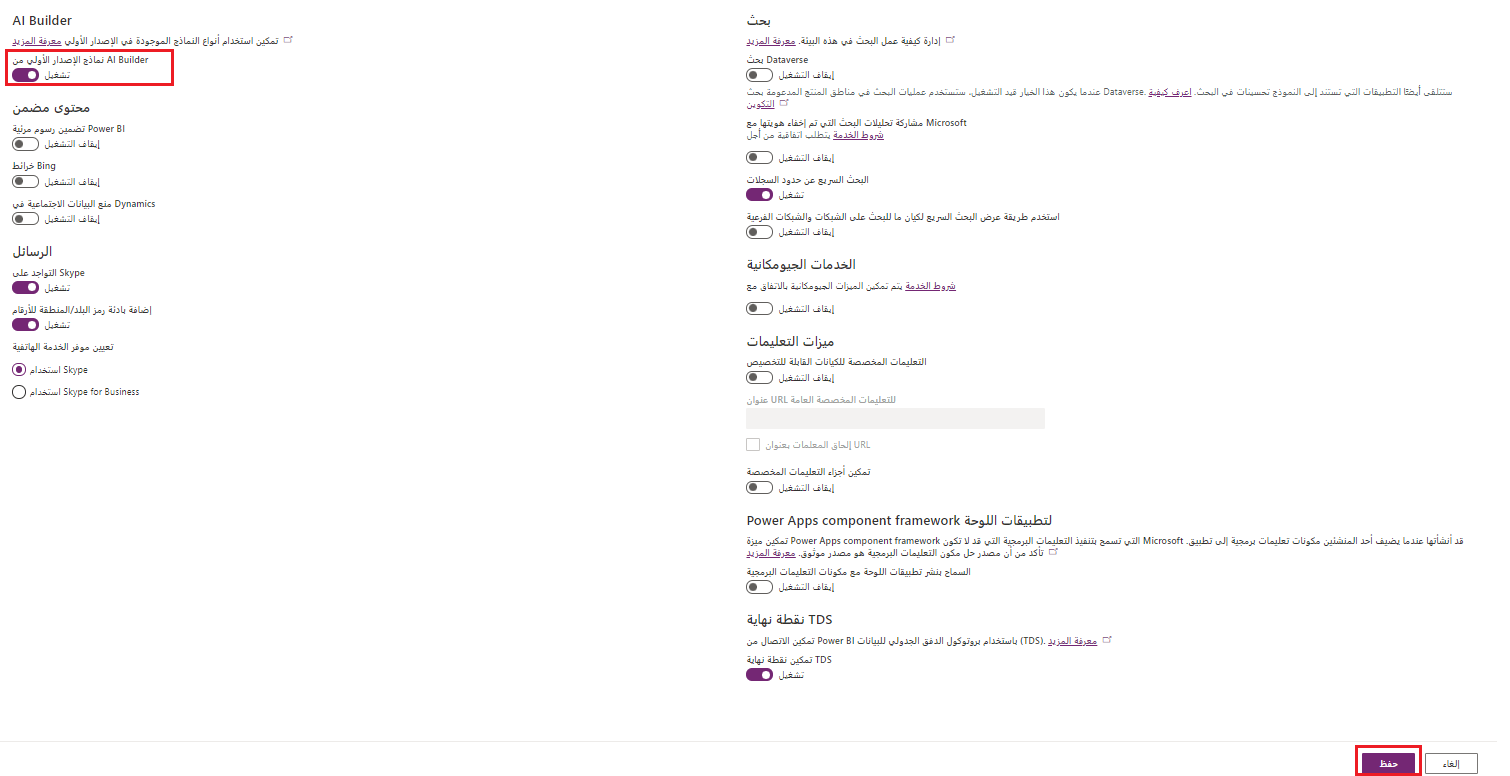 AI Builder
تمكين استخدام أنواع النماذج الموجودة في الإصدار الأولي معرفة المزيد
AI Builder نماذج الإصدار الأولي من
تشغيل
محتوى مضمن
Power BI تضمين رسوم مرئية
إيقاف التشغيل
Bing خرائط
إيقاف التشغيل
Dynamics منع البيانات الاجتماعية في
إيقاف التشغيل
الرسائل
Skype التواجد على
تشغيل
إضافة بادئة رمز البلد/المنطقة للأرقام
تشغيل
تعيين موفر الخدمة الهاتفية
Skype استخدام
Skype for Business استخدام
بحث
إدارة كيفية عمل البحث في هذه البيئة. معرفة المزيد
Dataverse بحث
إيقاف التشغيل
ستتلقى أيضًا التطبيقات التي تستند إلى النموذج تحسينات في البحث. اعرف كيفية Dataverse. عندما يكون هذا الخيار قيد التشغيل، ستستخدم عمليات البحث في مناطق المنتج المدعومة بحث
التكوين
Microsoft مشاركة تحليلات البحث التي تم إخفاء هويتها مع
شروط الخدمة يتطلب اتفاقية من أجل
إيقاف التشغيل
البحث السريع عن حدود السجلات
تشغيل
استخدم طريقة عرض البحث السريع لكيان ما للبحث على الشبكات والشبكات الفرعية
إيقاف التشغيل
الخدمات الجيومكانية
شروط الخدمة يتم تمكين الميزات الجيومكانية بالاتفاق مع
إيقاف التشغيل
ميزات التعليمات
التعليمات المخصصة للكيانات القابلة للتخصيص
إيقاف التشغيل
للتعليمات المخصصة العامة URL عنوان
URL إلحاق المعلمات بعنوان
تمكين أجزاء التعليمات المخصصة
إيقاف التشغيل
لتطبيقات اللوحة Power Apps component framework
قد أنشأتها عندما يضيف أحد المنشئين مكونات تعليمات برمجية إلى تطبيق. Microsoft التي تسمح بتنفيذ التعليمات البرمجية التي قد لا تكون Power Apps component framework تمكين ميزة
تأكد من أن مصدر حل مكون التعليمات البرمجية هو مصدر موثوق. معرفة المزيد
السماح بنشر تطبيقات اللوحة مع مكونات التعليمات البرمجية
إيقاف التشغيل
TDS نقطة نهاية
معرفة المزيد .(TDS) باستخدام بروتوكول الدفق الجدولي للبيانات Power BI تمكين الاتصال من
TDS تمكين نقطة نهاية
تشغيل
حفظ
إلغاء